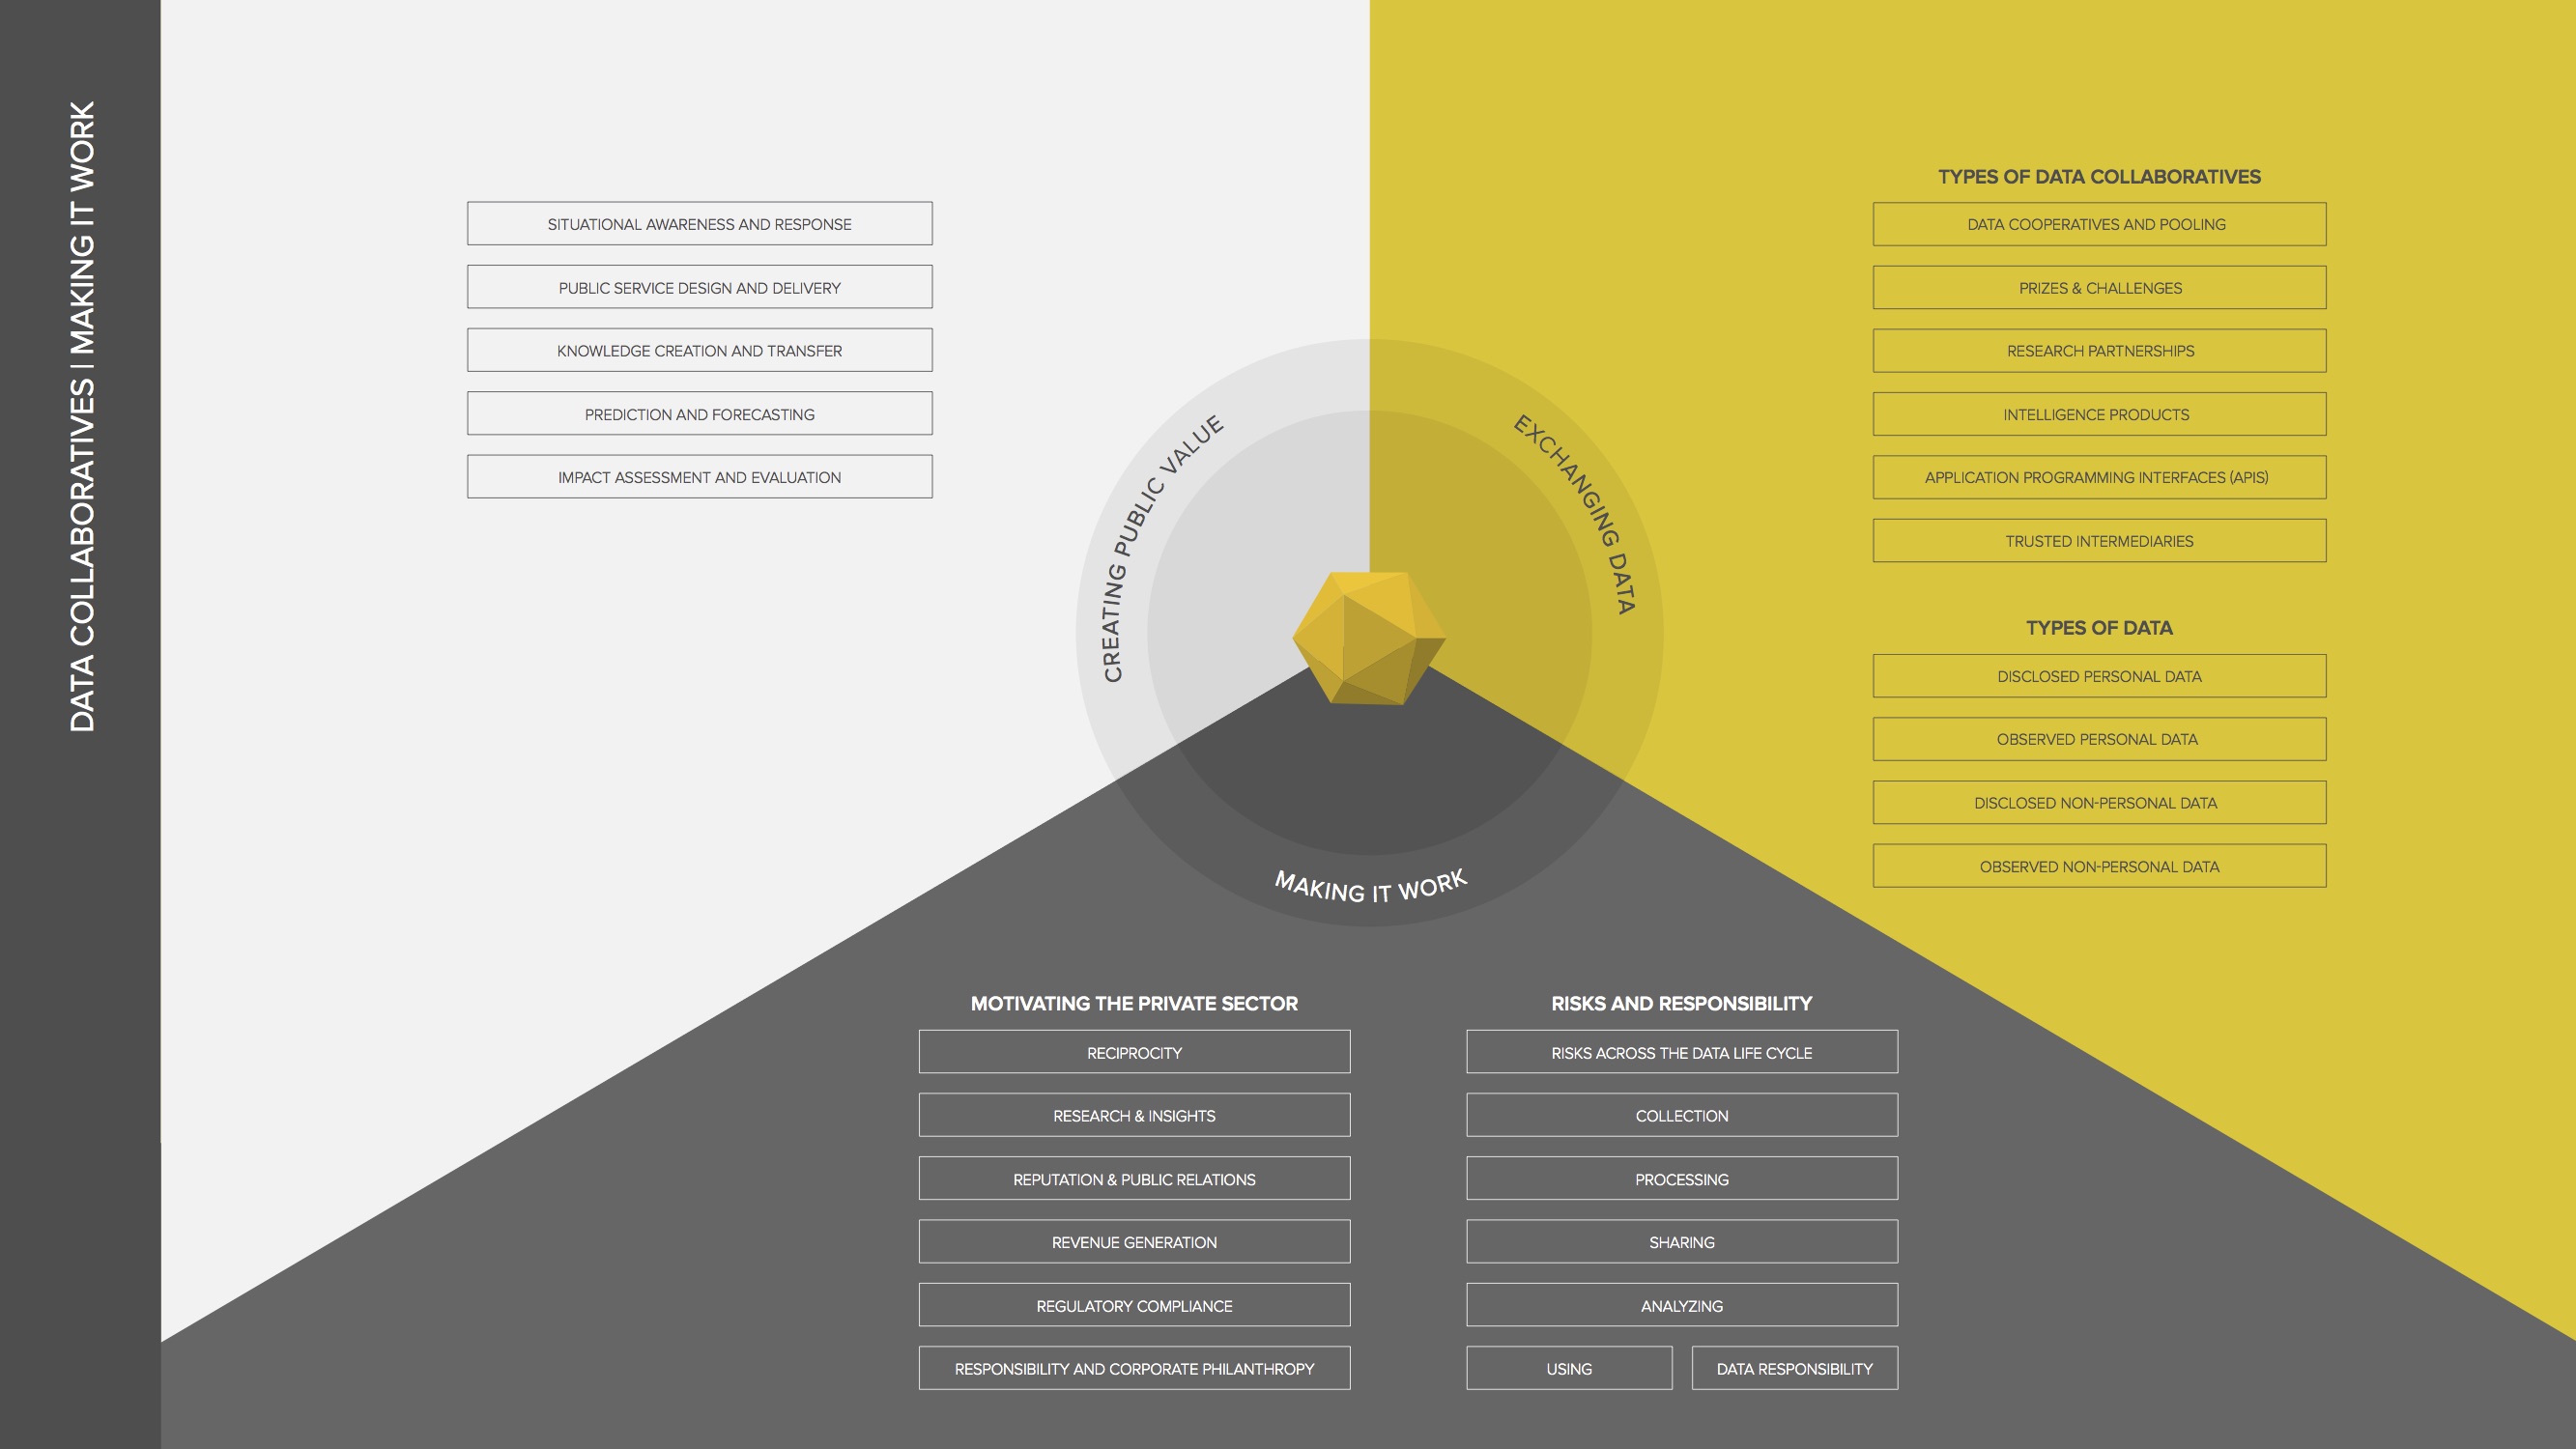 DATA COLLABORATIVES | MAKING IT WORK
SITUATIONAL AWARENESS AND RESPONSE
PUBLIC SERVICE DESIGN AND DELIVERY
KNOWLEDGE CREATION AND TRANSFER
PREDICTION AND FORECASTING
IMPACT ASSESSMENT AND EVALUATION
CREATING PUBLIC VALUE
EXCHANGING DATA
MAKING IT WORK
TYPES OF DATA COLLABORATIVES
DATA COOPERATIVES AND POOLING
PRIZES & CHALLENGES
RESEARCH PARTNERSHIPS
INTELLIGENCE PRODUCTS
APPLICATION PROGRAMMING INTERFACES (APIS)
TRUSTED INTERMEDIARIES
TYPES OF DATA
DISCLOSED PERSONAL DATA
OBSERVED PERSONAL DATA
DISCLOSED NON-PERSONAL DATA
OBSERVED NON-PERSONAL DATA
MOTIVATING THE PRIVATE SECTOR
RECIPROCITY
RESEARCH & INSIGHTS
REPUTATION & PUBLIC RELATIONS
REVENUE GENERATION
REGULATORY COMPLIANCE
RESPONSIBILITY AND CORPORATE PHILANTHROPY
RISKS AND RESPONSIBILITY
RISKS ACROSS THE DATA LIFE CYCLE
COLLECTION
PROCESSING
SHARING
ANALYZING
USING
DATA RESPONSIBILITY